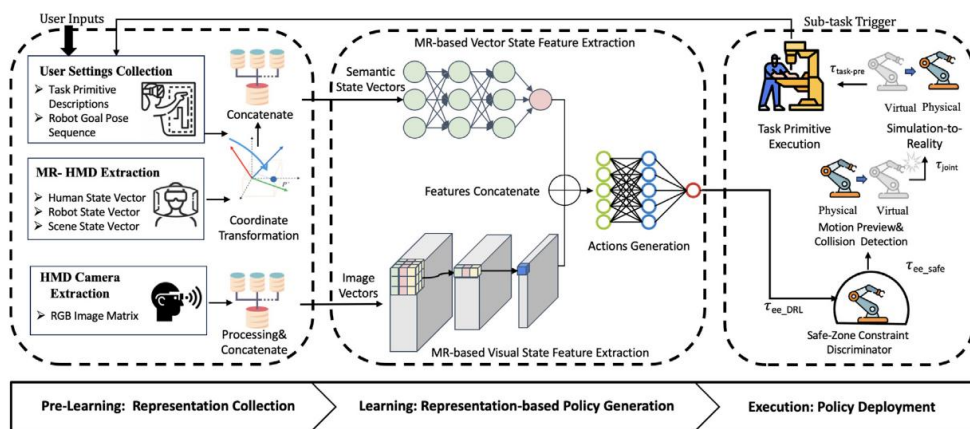 User Inputs
Sub-task Trigger
User Settings Collection
➢ Task Primitive
Descriptions
➢ Robot Goal Pose
Sequence
Concatenate
MR- HMD Extraction
➢ Human State Vector
➢ Robot State Vector
➢ Scene State Vector
P'
Coordinate
Transformation
HMD Camera
Extraction
➢ RGB Image Matrix
Processing&
Concatenate
MR-based Vector State Feature Extraction
Semantic
State Vectors
Features Concatenate
Actions Generation
Image
Vectors
MR-based Visual State Feature Extraction
Task Primitive
Execution
τtask-pre
Virtual Physical
Simulation-to-
Reality
τjoint
Physical Virtual
Motion Preview&
Collision Detection
τee_safe
τee_DRL
Safe-Zone Constraint
Discriminator
Pre-Learning: Representation Collection
Learning: Representation-based Policy Generation
Execution: Policy Deployment